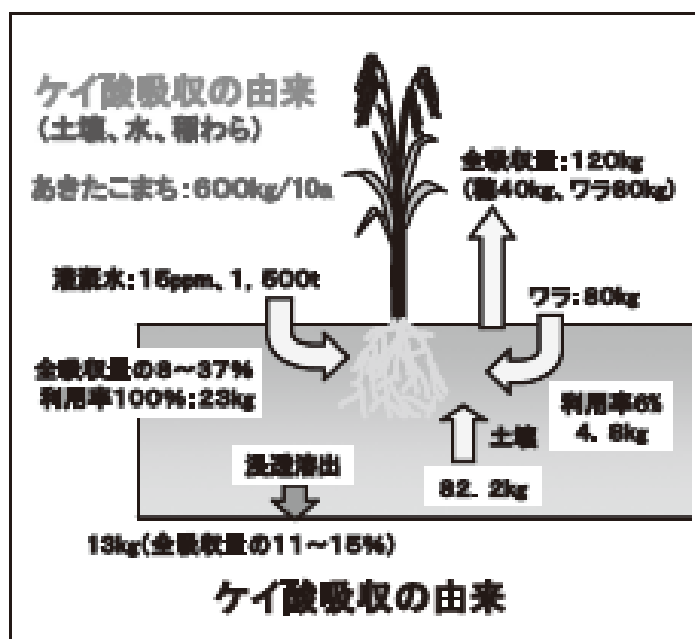 ケイ酸吸収の由来
(土壌、水、稲わら)
あきたこまち:600kg/10a
全吸収量:120kg
(穂40kg、ワラ80kg)
灌漑水:15ppm、1,500t
ワラ:80kg
全吸収量の8～37%
利用率100%:23kg
利用率6%
4.8kg
土壌
82.2kg
浸透溶出
13kg(全吸収量の11～15%)
ケイ酸吸収の由来